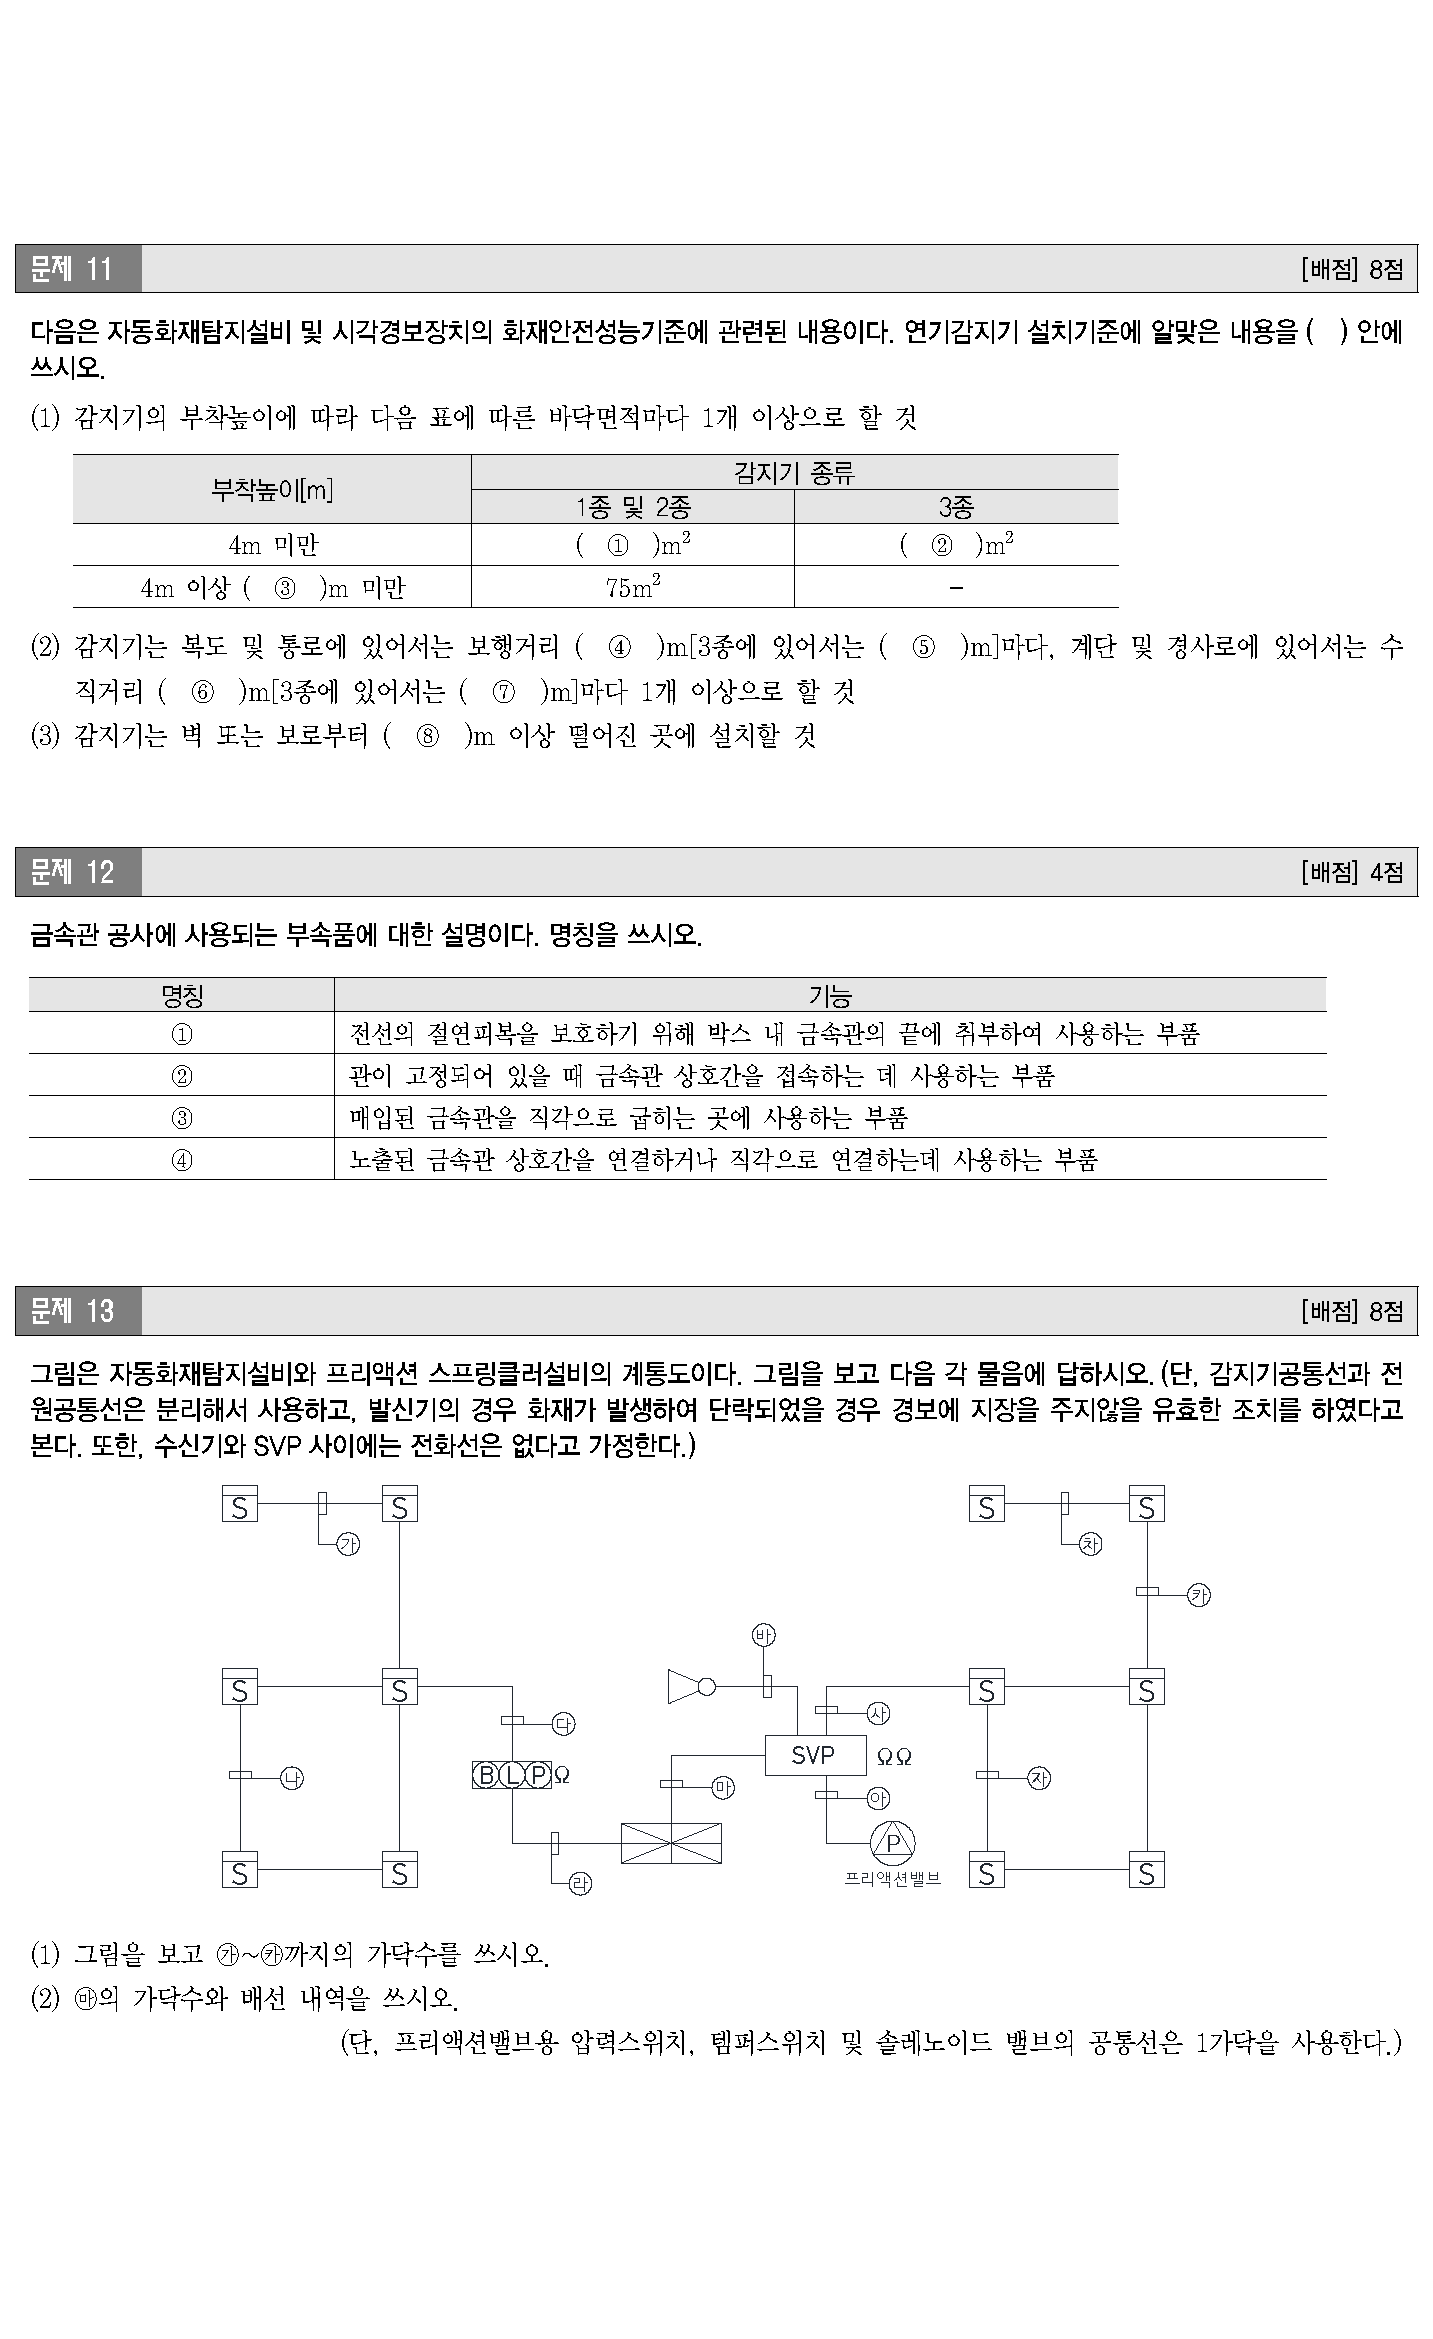 문제 11 [배점] 8점
다음은 자동화재탐지설비 및 시각경보장치의 화재안전성능기준에 관련된 내용이다. 연기감지기 설치기준에 알맞은 내용을 ( ) 안에
쓰시오.
(1) 감지기의 부착높이에 따라 다음 표에 따른 바닥면적마다 1개 이상으로 할 것
부착높이[m] 감지기 종류
1종 및 2종 3종
4m 미만 ( ① )m² ( ② )m²
4m 이상 ( ③ )m 미만 75m² -
(2) 감지기는 복도 및 통로에 있어서는 보행거리 ( ④ )m[3종에 있어서는 ( ⑤ )m]마다, 계단 및 경사로에 있어서는 수
직거리 ( ⑥ )m[3종에 있어서는 ( ⑦ )m]마다 1개 이상으로 할 것
(3) 감지기는 벽 또는 보로부터 ( ⑧ )m 이상 떨어진 곳에 설치할 것
문제 12 [배점] 4점
금속관 공사에 사용되는 부속품에 대한 설명이다. 명칭을 쓰시오.
명칭 기능
① 전선의 절연피복을 보호하기 위해 박스 내 금속관의 끝에 취부하여 사용하는 부품
② 관이 고정되어 있을 때 금속관 상호간을 접속하는 데 사용하는 부품
③ 매입된 금속관을 직각으로 굽히는 곳에 사용하는 부품
④ 노출된 금속관 상호간을 연결하거나 직각으로 연결하는데 사용하는 부품
문제 13 [배점] 8점
그림은 자동화재탐지설비와 프리액션 스프링클러설비의 계통도이다. 그림을 보고 다음 각 물음에 답하시오. (단, 감지기공통선과 전
원공통선은 분리해서 사용하고, 발신기의 경우 화재가 발생하여 단락되었을 경우 경보에 지장을 주지않을 유효한 조치를 하였다고
본다. 또한, 수신기와 SVP 사이에는 전화선은 없다고 가정한다.)
S S S S
㉮ ㉷
㉸
㉳
S S S S
㉰ ㉴
SVP Ω Ω
Ⓑ Ⓛ Ⓟ Ω
㉯ ㉲ ㉶
㉵
P
프리액션밸브
S S S S
㉱
(1) 그림을 보고 ㉮~㉸까지의 가닥수를 쓰시오.
(2) ㉲의 가닥수와 배선 내역을 쓰시오.
(단, 프리액션밸브용 압력스위치, 템퍼스위치 및 솔레노이드 밸브의 공통선은 1가닥을 사용한다.)